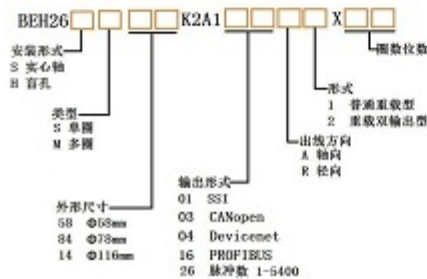 BEH26□□ □□K2A1□□□□X□□
安装形式
S 实心轴
H 盲孔
圈数位数
形式
1 普通重载型
2 重载双输出型
类型
S 单圈
M 多圈
出线方向
A 轴向
R 径向
外形尺寸
58 Φ58mm
84 Φ78mm
14 Φ116mm
输出形式
01 SSI
03 CANopen
04 Devicenet
16 PROFIBUS
26 脉冲数 1-5400